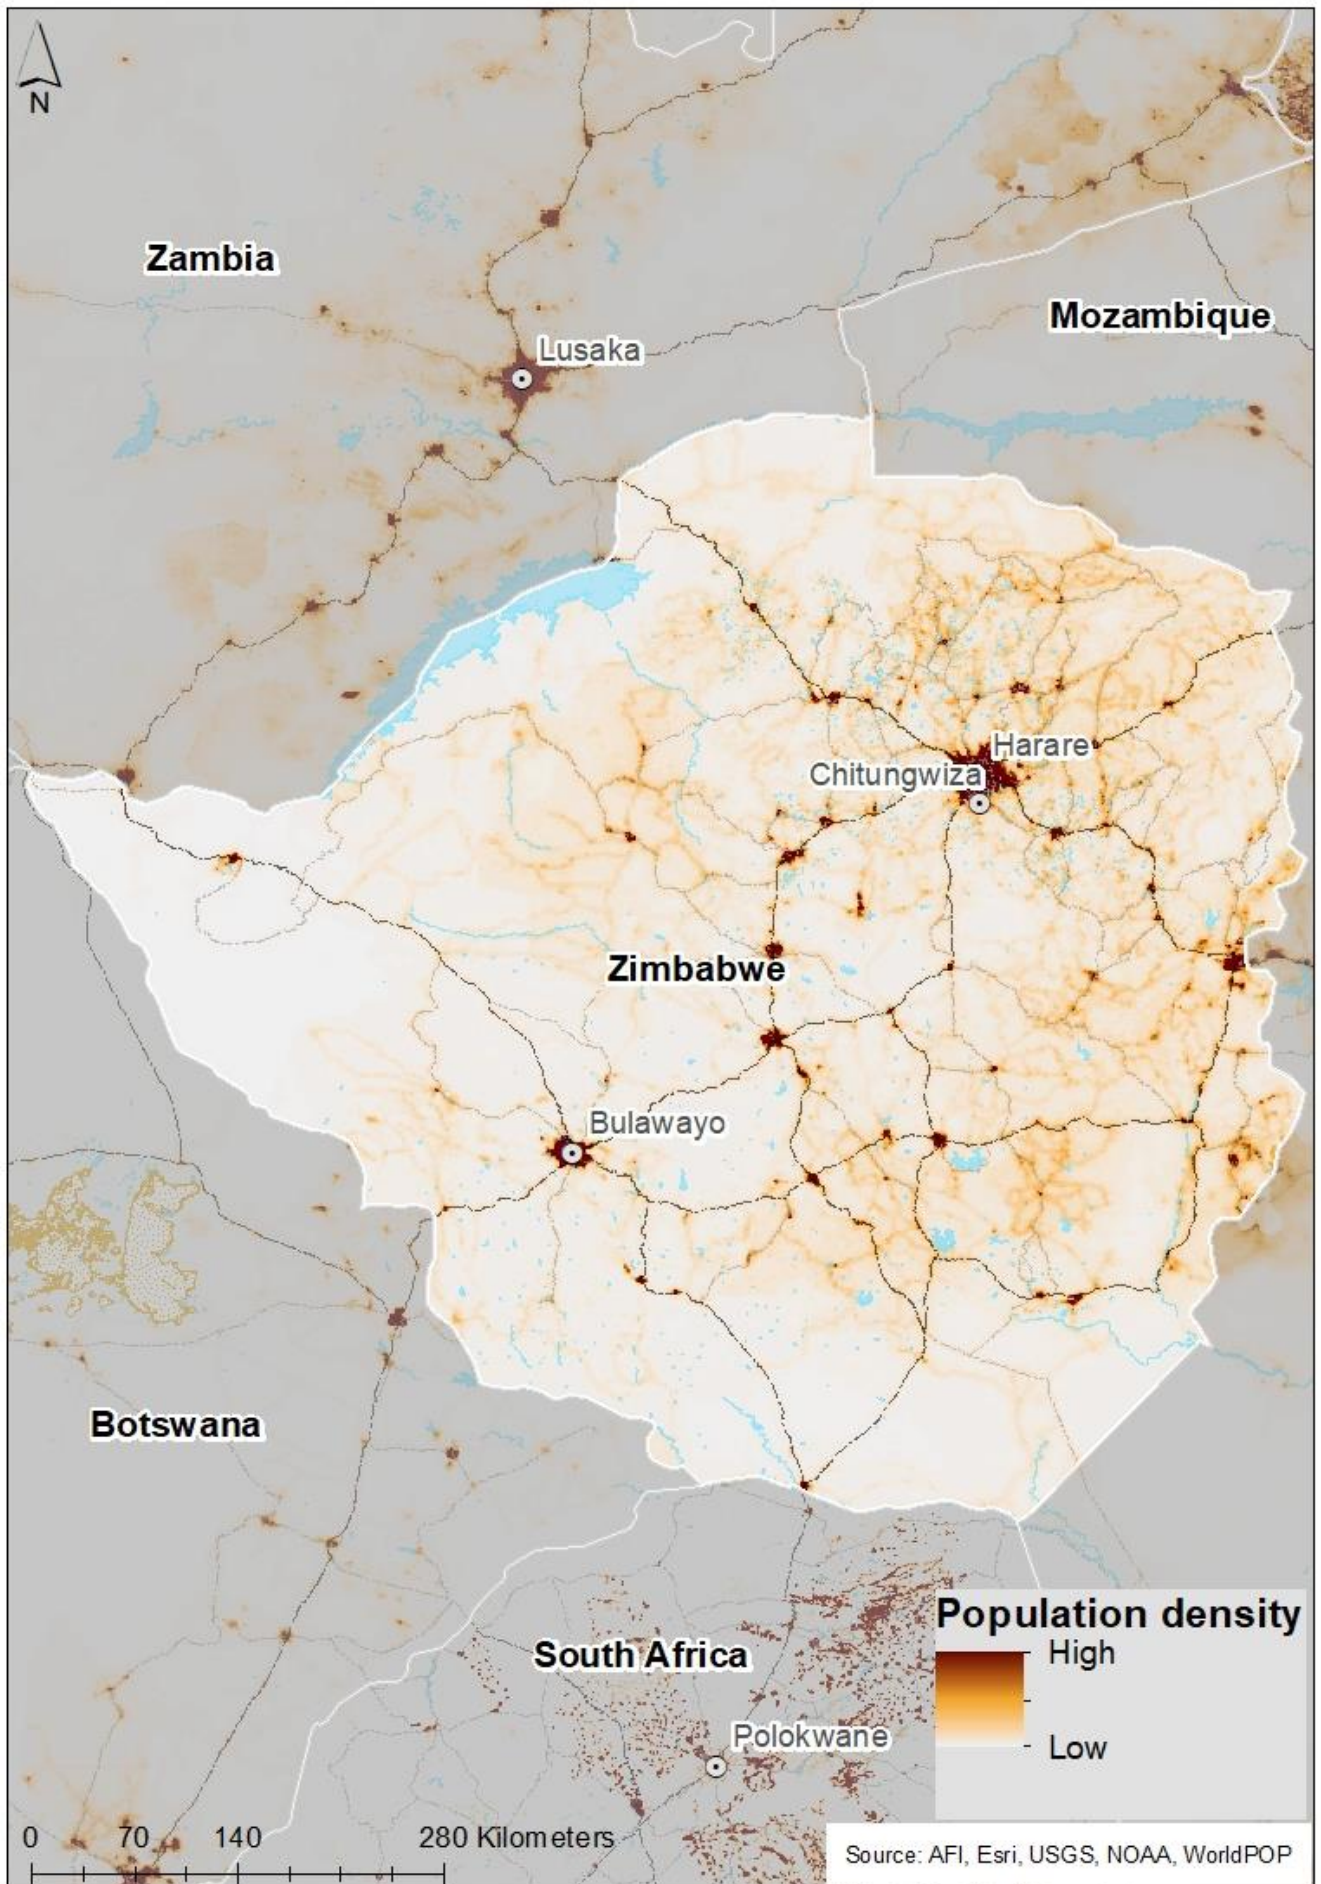 N
Zambia
Mozambique
Lusaka
Harare
Chitungwiza
Zimbabwe
Bulawayo
Botswana
South Africa
Polokwane
Population density
High
Low
0 70 140 280 Kilometers
Source: AFI, Esri, USGS, NOAA, WorldPOP